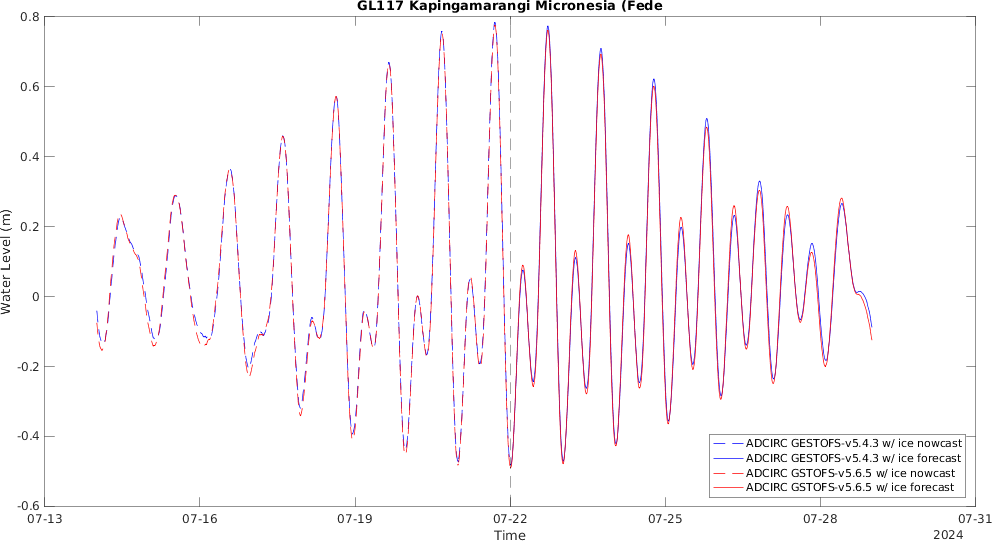 GL117 Kapingamarangi Micronesia (Fede
0.8
0.6
0.4
0.2
0
-0.2
-0.4
-0.6
Water Level (m)
07-13 07-16 07-19 07-22 07-25 07-28 07-31
Time
2024
ADCIRC GESTOFS-v5.4.3 w/ ice nowcast
ADCIRC GESTOFS-v5.4.3 w/ ice forecast
ADCIRC GSTOFS-v5.6.5 w/ ice nowcast
ADCIRC GSTOFS-v5.6.5 w/ ice forecast